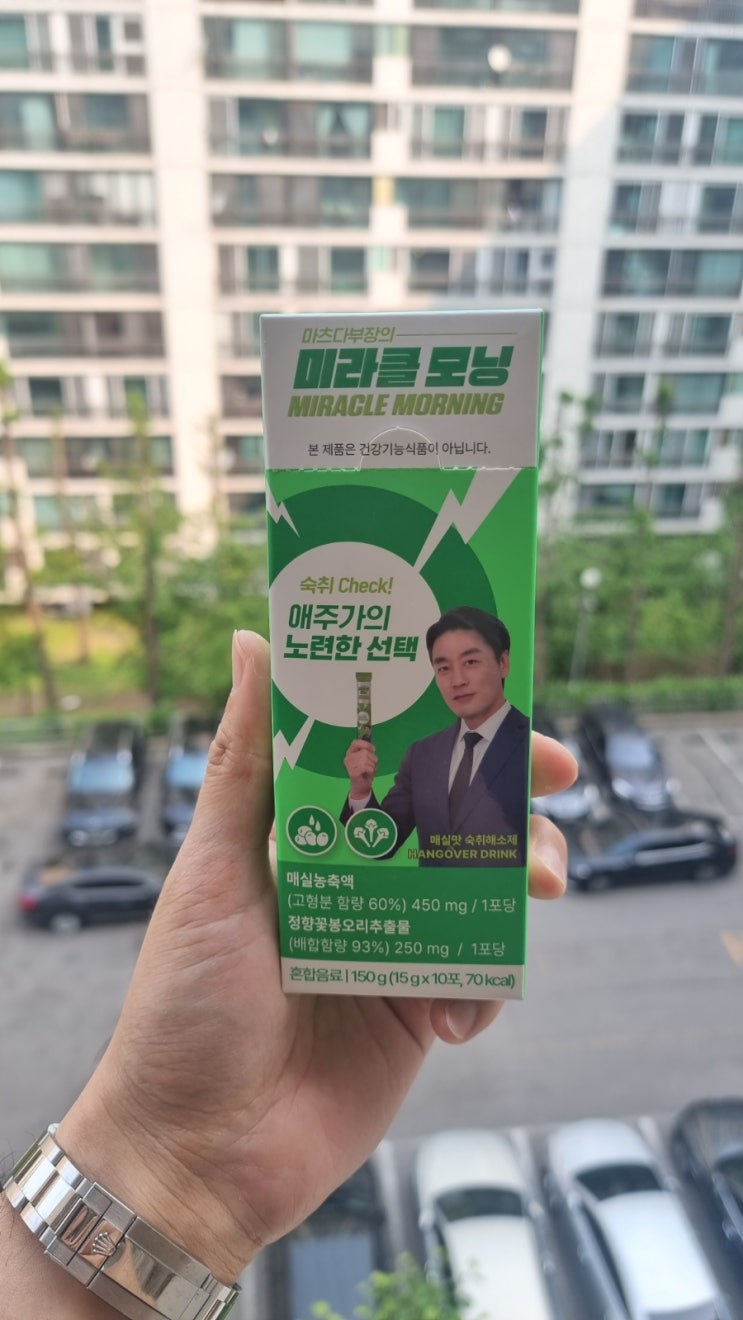 마츠다부장의
미라클 모닝
MIRACLE MORNING
본 제품은 건강기능식품이 아닙니다.
숙취 Check!
애주가의
노련한 선택
매실맛 숙취해소제
HANGOVER DRINK
매실농축액
(고형분 함량 60%) 450 mg / 1포당
정향꽃봉오리추출물
(배합함량 93%) 250 mg / 1포당
혼합음료 | 150 g (15 g x 10포, 70 kcal)